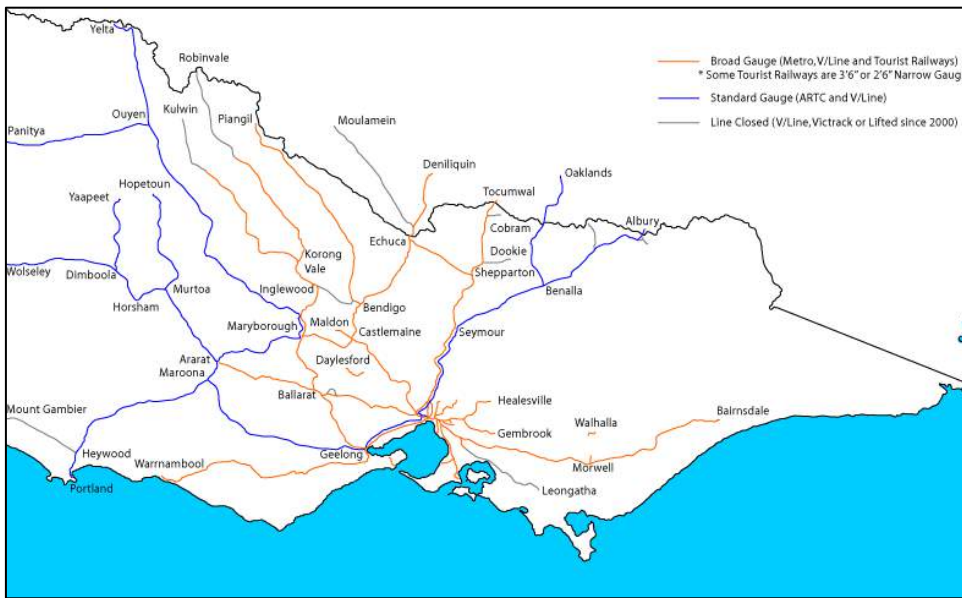 Yelta
Robinvale
Broad Gauge (Metro,V/Line and Tourist Railways)
* Some Tourist Railways are 3'6" or 2'6" Narrow Gaug
Standard Gauge (ARTC and V/Line)
Line Closed (V/Line, Victrack or Lifted since 2000)
Ouyen
Kulwin
Piangil
Moulamein
Panitya
Deniliquin
Oaklands
Yaapeet
Hopetoun
Tocumwal
Cobram
Albury
Echuca
Dookie
Korong
Vale
Wolseley
Dimboola
Shepparton
Murtoa
Inglewood
Benalla
Horsham
Bendigo
Maryborough
Maldon
Castlemaine
Seymour
Ararat
Daylesford
Maroona
Ballarat
Healesville
Mount Gambier
Walhalla
Bairnsdale
Gembrook
Heywood
Warrnambool
Geelong
Morwell
Portland
Leongatha